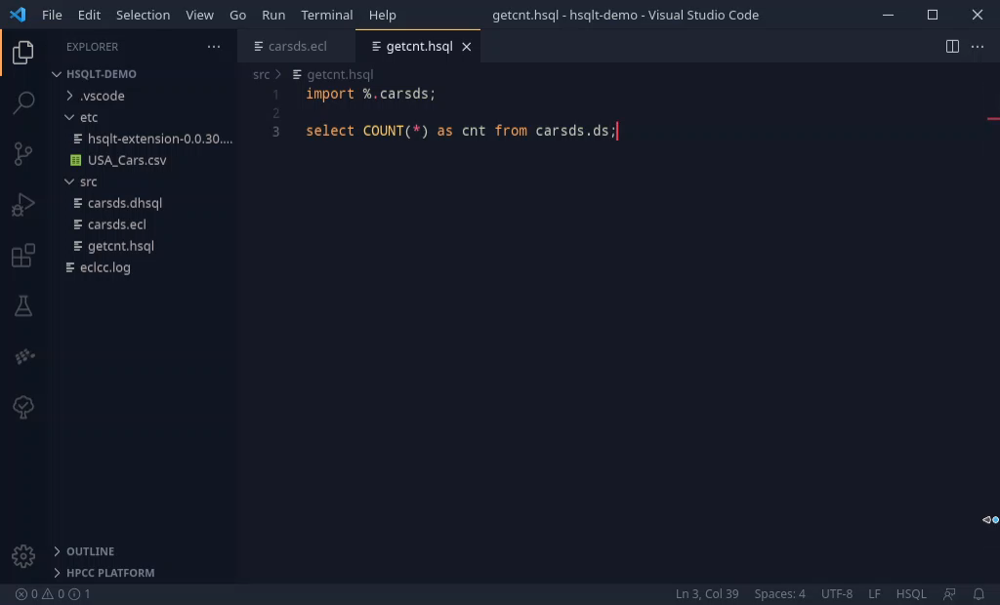 File Edit Selection View Go Run Terminal Help getcnt.hsql - hsqlt-demo - Visual Studio Code
EXPLORER ···
carsds.ecl
getcnt.hsql
HSQLT-DEMO
.vscode
etc
hsqlt-extension-0.0.30....
USA_Cars.csv
src
carsds.dhsql
carsds.ecl
getcnt.hsql
eclcc.log
OUTLINE
HPCC PLATFORM
src > getcnt.hsql
1 import %.carsds;
2
3 select COUNT(*) as cnt from carsds.ds;
0 0 1 Ln 3, Col 39 Spaces: 4 UTF-8 LF HSQL